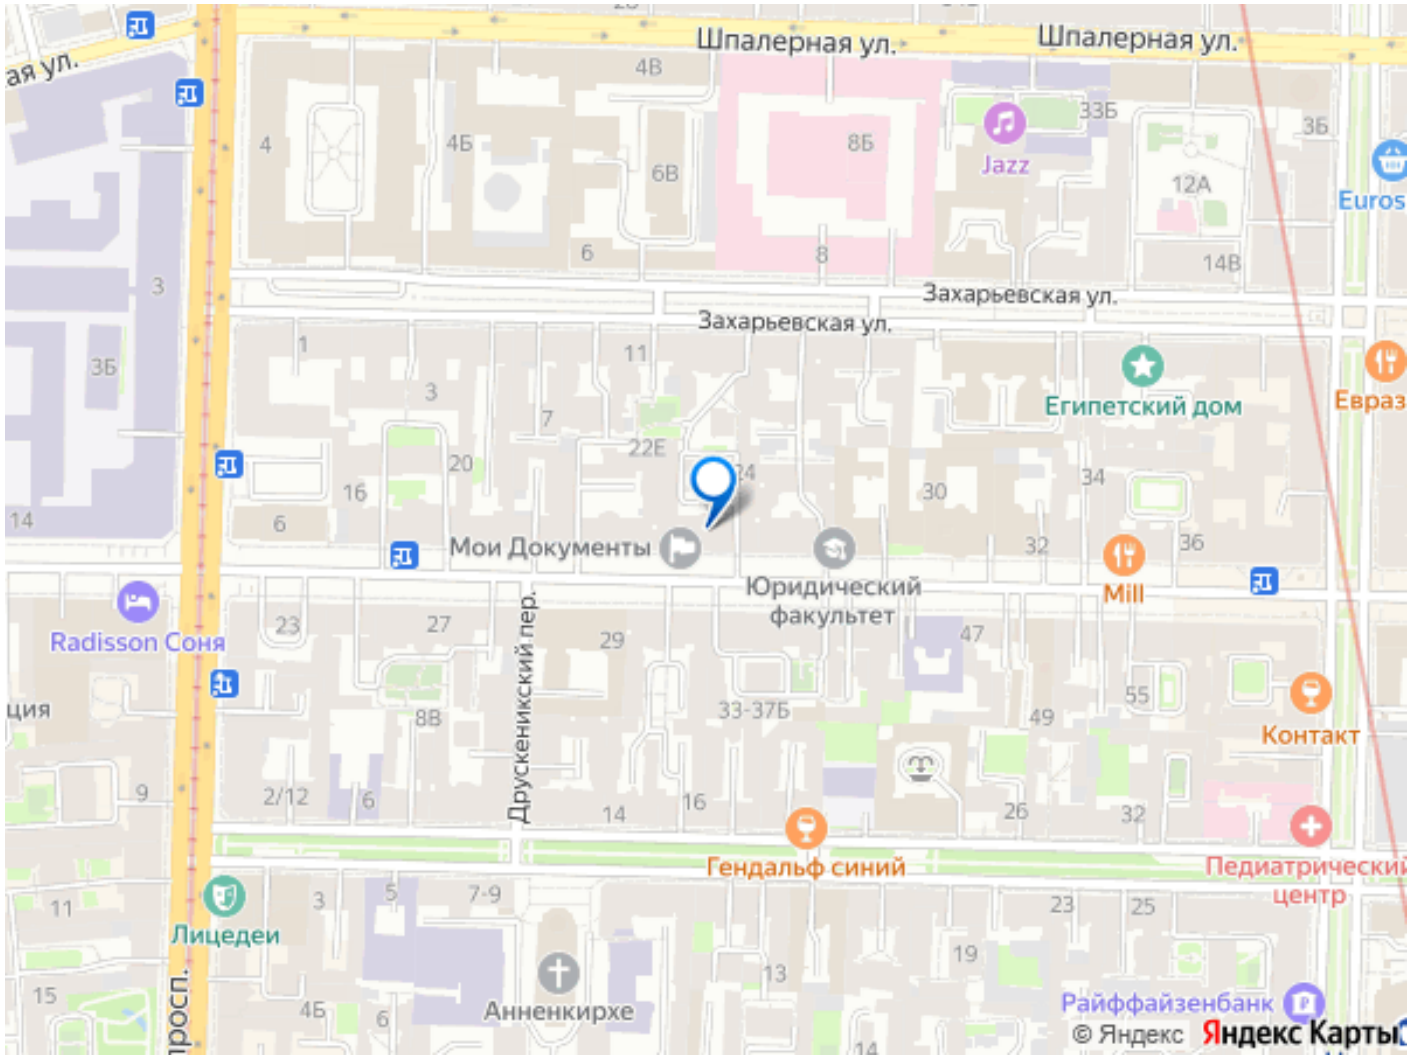 Шпалерная ул.
Шпалерная ул.
ая ул.
4В
33Б
3Б
4
4Б
6В
8Б
Jazz
12А
Euros
6
8
14В
3
Захарьевская ул.
Захарьевская ул.
1
11
3Б
3
7
Египетский дом
Евраз
22Е
20
24
34
16
30
14
6
Мои Документы
32
36
Юридический
факультет
Mill
Radisson Соня
23
27
29
47
Друскеникский пер.
ция
8В
33-37Б
49
55
Контакт
9
2/12
6
14
16
26
32
Гендальф синий
Педиатрический
центр
11
3
5
7-9
23
25
Лицедеи
19
13
15
просп.
4Б
6
Анненкирхе
Райффайзенбанк
14
© Яндекс Яндекс Карты